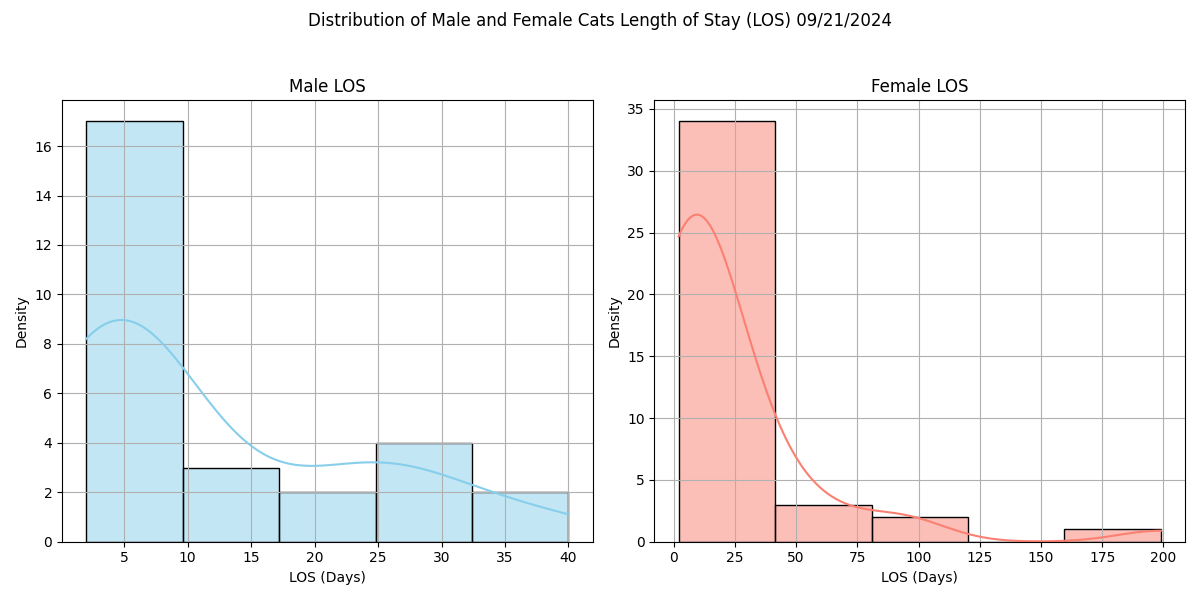 Distribution of Male and Female Cats Length of Stay (LOS) 09/21/2024
Male LOS
Density
16
14
12
10
8
6
4
2
0
5 10 15 20 25 30 35 40
LOS (Days)
Female LOS
Density
35
30
25
20
15
10
5
0
0 25 50 75 100 125 150 175 200
LOS (Days)